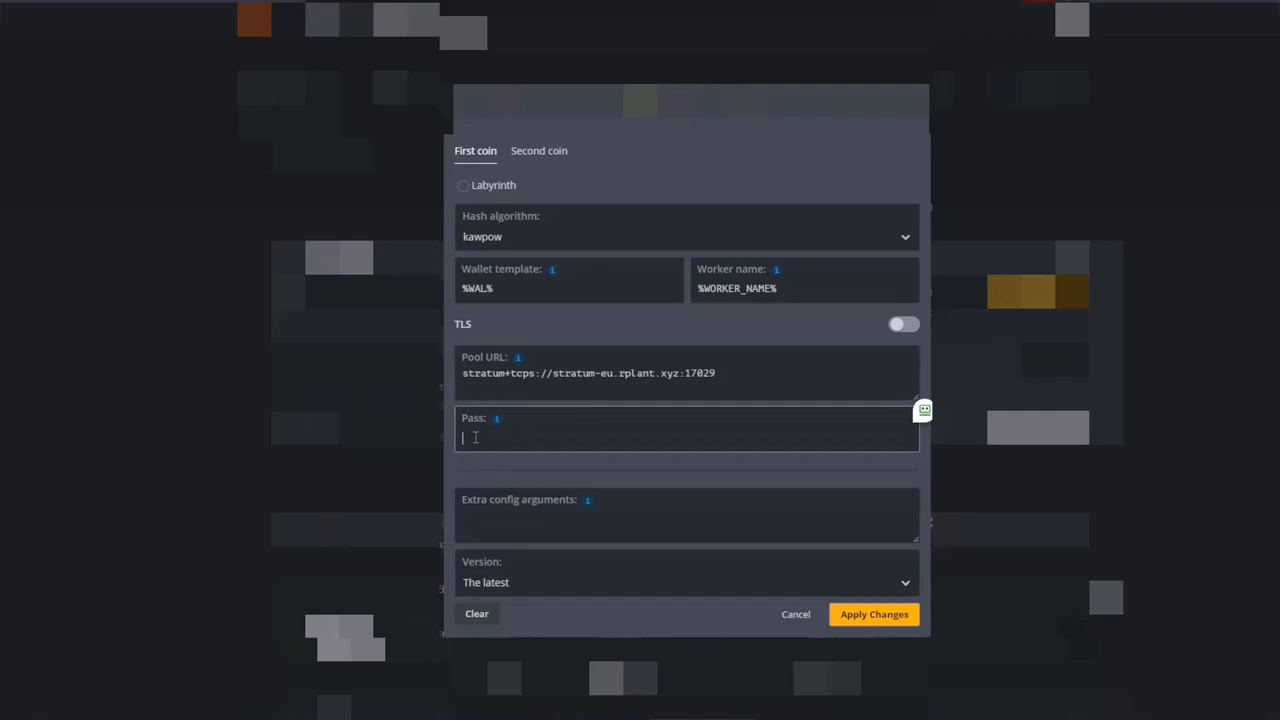 First coin Second coin
Labyrinth
Hash algorithm:
kawpow
Wallet template: Worker name:
%WAL% %WORKER_NAME%
TLS
Pool URL:
stratum+tcps://stratum-eu.rplant.xyz:17029
Pass:
Extra config arguments:
Version:
The latest
Clear Cancel Apply Changes